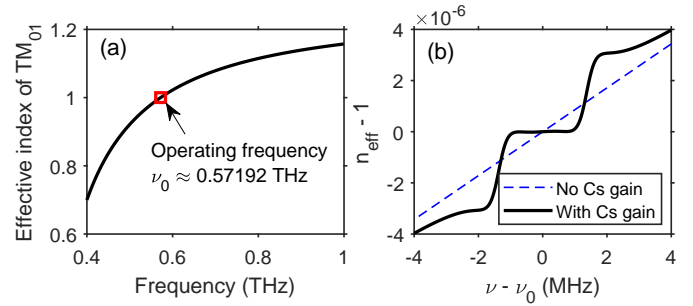 (a)
Effective index of TM01
1.2
1
0.8
0.6
Operating frequency
ν0 ≈ 0.57192 THz
0.4
0.6
0.8
1
Frequency (THz)
×10-6
(b)
neff - 1
4
2
0
-2
-4
No Cs gain
With Cs gain
-4
-2
0
2
4
ν - ν0 (MHz)